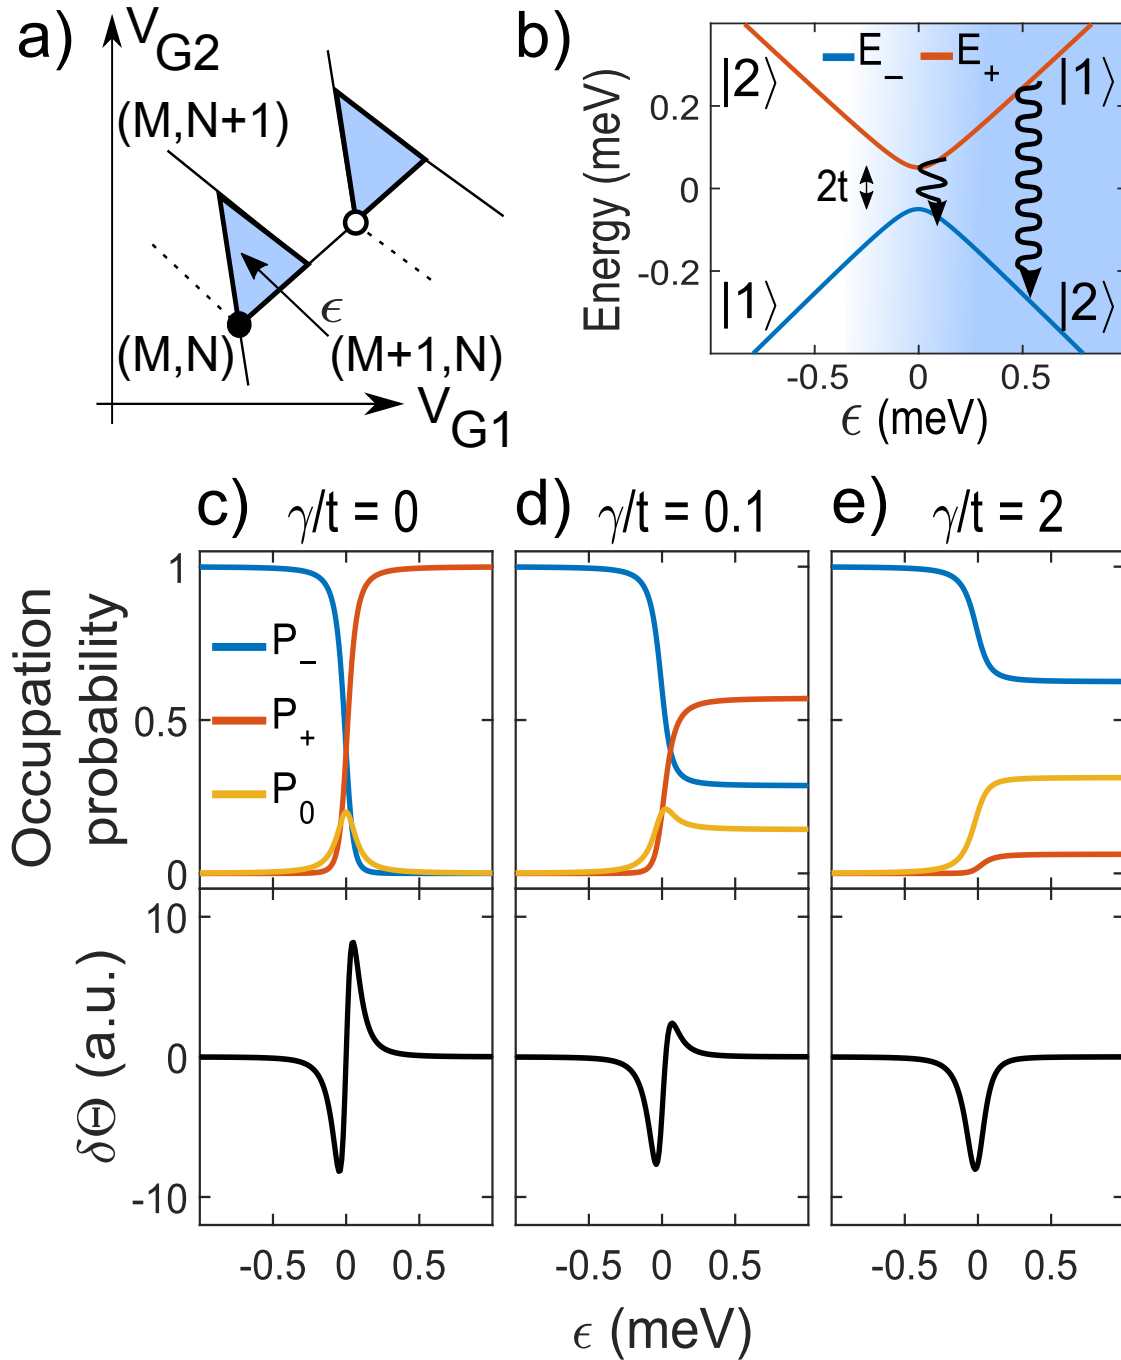 a)
V_G2
(M,N+1)
ϵ
(M,N)
(M+1,N)
V_G1
b)
E_- E_+
|2⟩ |1⟩
2t
|1⟩ |2⟩
Energy (meV)
0.2
0
-0.2
-0.5 0 0.5
ϵ (meV)
c) γ/t = 0
d) γ/t = 0.1
e) γ/t = 2
Occupation
probability
1
0.5
0
P_-
P_+
P_0
δΘ (a.u.)
10
0
-10
-0.5 0 0.5
-0.5 0 0.5
-0.5 0 0.5
ϵ (meV)